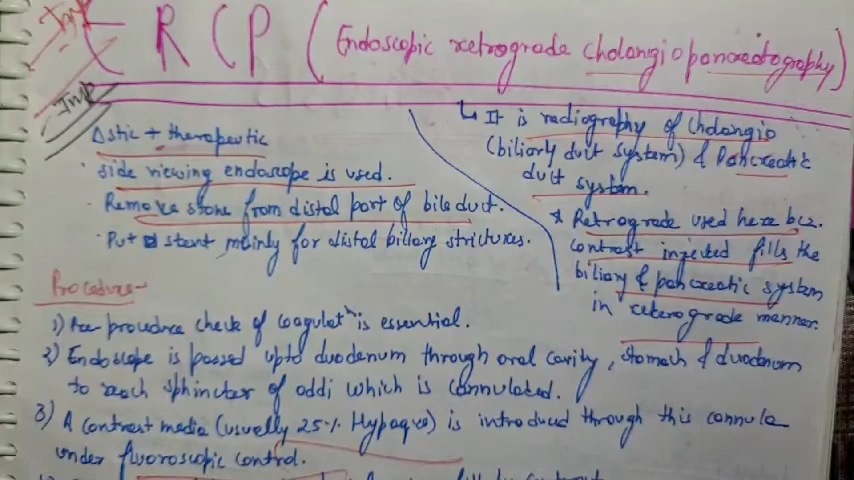 Imp
ERCP (Endoscopic retrograde cholangiopancreatography)
Imp
Δstic + therapeutic
· side viewing endoscope is used.
· Remove stone from distal part of bile duct.
· Put stent mainly for distal biliary strictures.
↳ It is radiography of Cholangio
(biliary duct system) & Pancreatic
duct system.
* Retrograde used here bcz.
contrast injected fills the
biliary & pancreatic system
in reterograde manner.
Procedure-
1) Pre procedure check of coagulatⁿ is essential.
2) Endoscope is passed upto duodenum through oral cavity, stomach & duodenum
to reach sphincter of oddi which is cannulated.
3) A contrast media (usually 25% Hypaque) is introduced through this cannula
under fluoroscopic control.